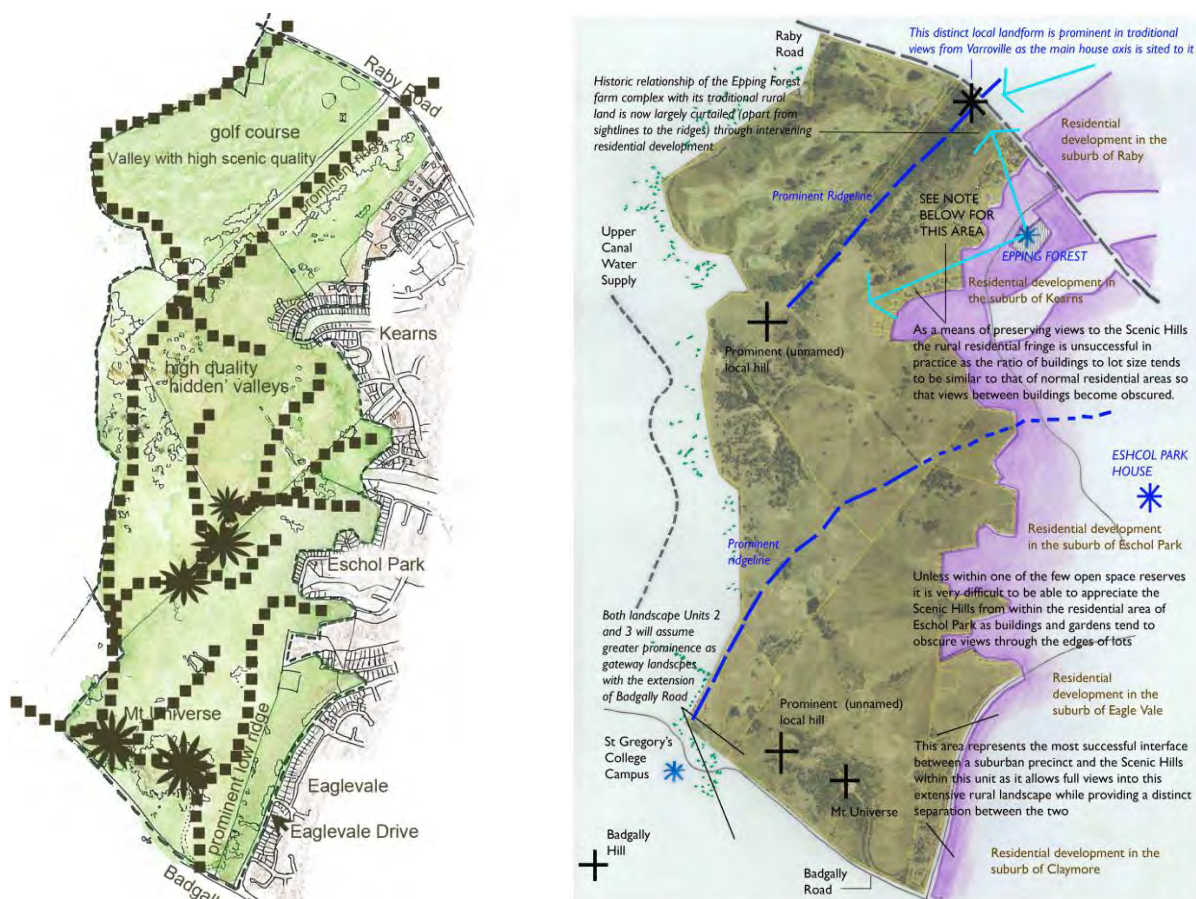 Raby Road
golf course
Valley with high scenic quality
prominent ridge
Kearns
high quality
'hidden' valleys
Eschol Park
Mt Universe
prominent low ridge
Eaglevale
Eaglevale Drive
Badgally
Raby
Road
This distinct local landform is prominent in traditional
views from Varroville as the main house axis is sited to it
Historic relationship of the Epping Forest
farm complex with its traditional rural
land is now largely curtailed (apart from
sightlines to the ridges) through intervening
residential development
Residential
development in the
suburb of Raby
Prominent Ridgeline
SEE NOTE
BELOW FOR
THIS AREA
Upper
Canal
Water
Supply
EPPING FOREST
Residential development in
the suburb of Kearns
Prominent (unnamed)
local hill
As a means of preserving views to the Scenic Hills
the rural residential fringe is unsuccessful in
practice as the ratio of buildings to lot size tends
to be similar to that of normal residential areas so
that views between buildings become obscured.
ESHCOL PARK
HOUSE
Prominent
ridgeline
Residential development
in the suburb of Eschol Park
Unless within one of the few open space reserves
it is very difficult to be able to appreciate the
Scenic Hills from within the residential area of
Eschol Park as buildings and gardens tend to
obscure views through the edges of lots
Both landscape Units 2
and 3 will assume
greater prominence as
gateway landscpes
with the extension
of Badgally Road
Residential
development in the
suburb of Eagle Vale
Prominent (unnamed)
local hill
St Gregory's
College
Campus
This area represents the most successful interface
between a suburban precinct and the Scenic Hills
within this unit as it allows full views into this
extensive rural landscape while providing a distinct
separation between the two
Mt Universe
Badgally
Hill
Residential development in the
suburb of Claymore
Badgally
Road